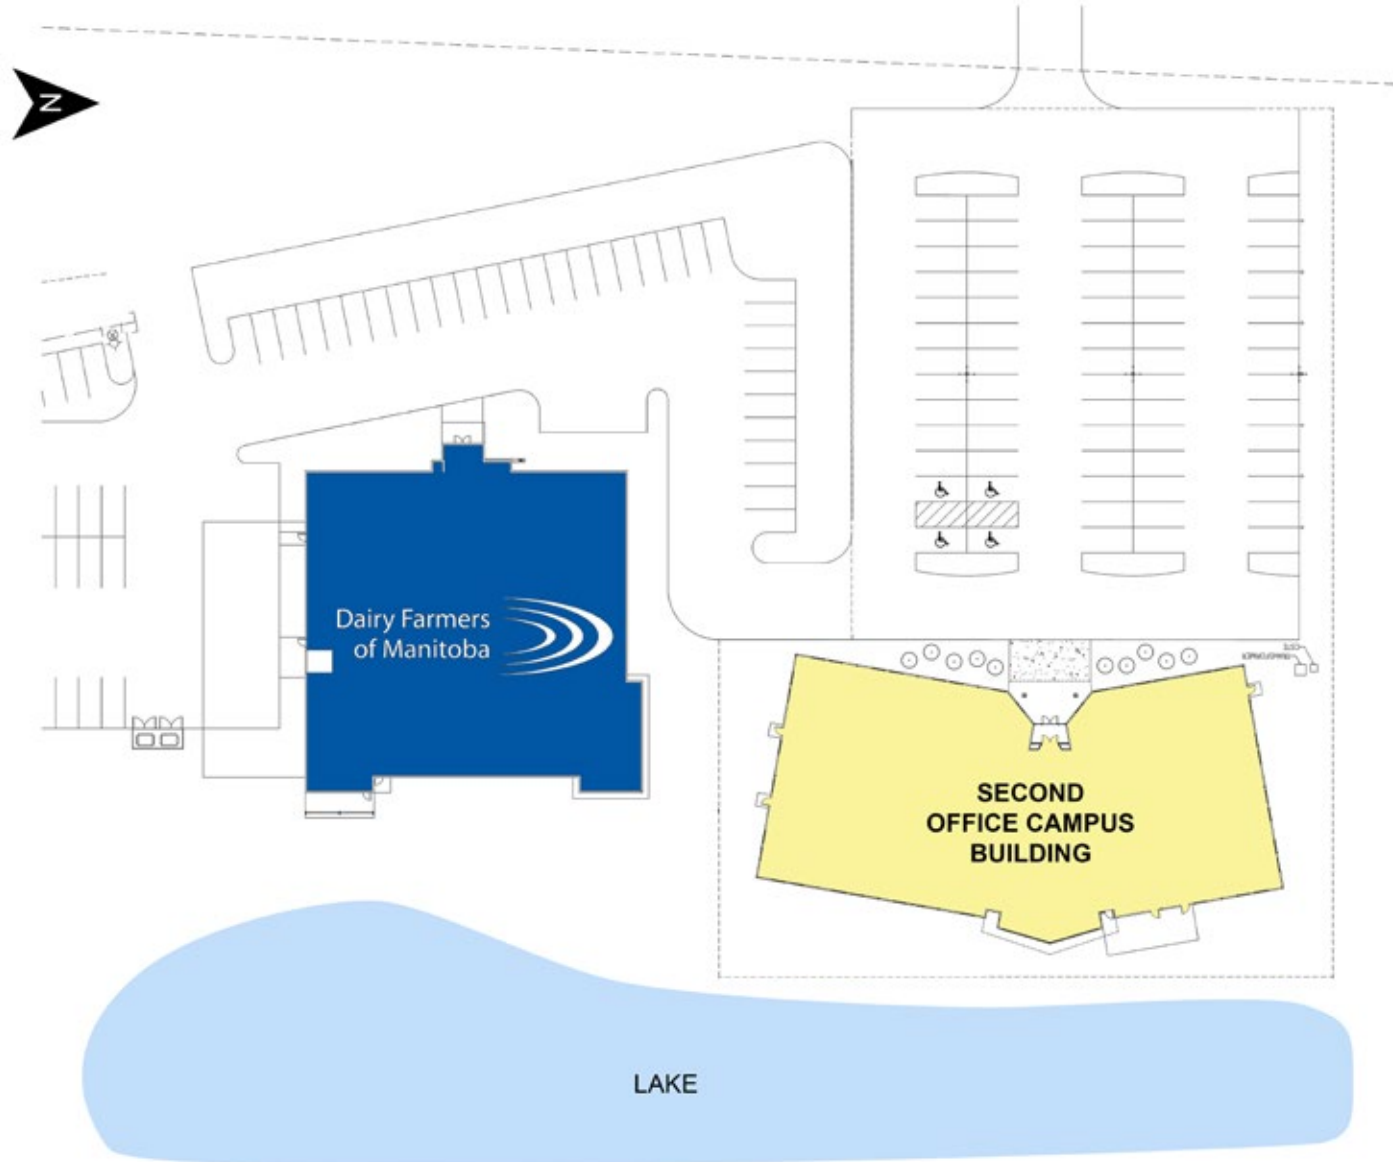 N
Dairy Farmers
of Manitoba
SECOND
OFFICE CAMPUS
BUILDING
LAKE